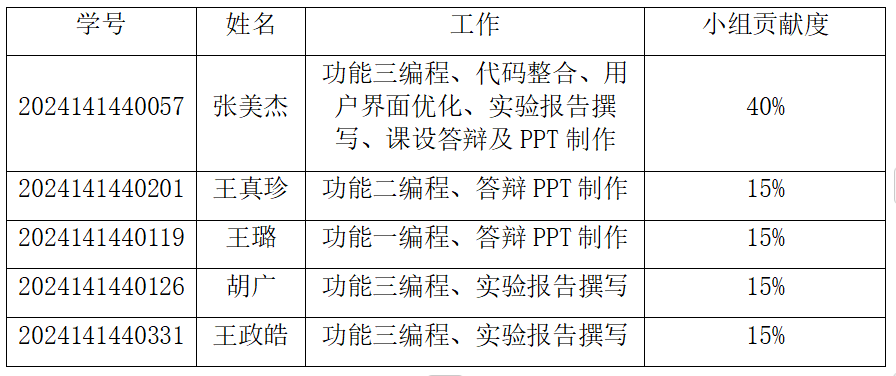 学号 姓名 工作 小组贡献度
2024141440057 张美杰 功能三编程、代码整合、用户界面优化、实验报告撰写、课设答辩及 PPT 制作 40%
2024141440201 王真珍 功能二编程、答辩 PPT 制作 15%
2024141440119 王璐 功能一编程、答辩 PPT 制作 15%
2024141440126 胡广 功能三编程、实验报告撰写 15%
2024141440331 王政皓 功能三编程、实验报告撰写 15%